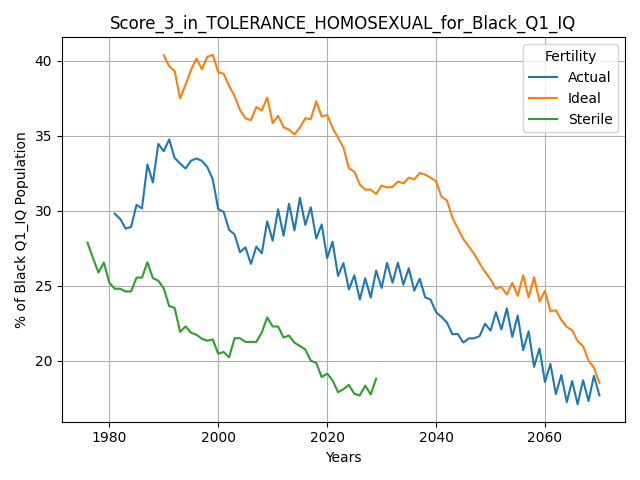 Score_3_in_TOLERANCE_HOMOSEXUAL_for_Black_Q1_IQ
Fertility
Actual
Ideal
Sterile
% of Black Q1_IQ Population
40
35
30
25
20
1980
2000
2020
2040
2060
Years